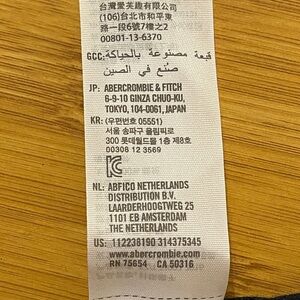 台灣愛芙趣有限公司
(106)台北市和平東
路一段6號7樓之2
00801-13-6370
GCC: قبعة مصنوعة بالحياكة
صنع في الصين
JP: ABERCROMBIE & FITCH
6-9-10 GINZA CHUO-KU,
TOKYO, 104-0061, JAPAN
KR: (우편번호 05551)
서울 송파구 올림픽로
300 롯데월드몰 1층 제8호
00308 12 3569
NL: ABFICO NETHERLANDS
DISTRIBUTION B.V.
LAARDERHOOGTWEG 25
1101 EB AMSTERDAM
THE NETHERLANDS
US: 112238190 314375345
www.abercrombie.com
RN 75654 CA 50316